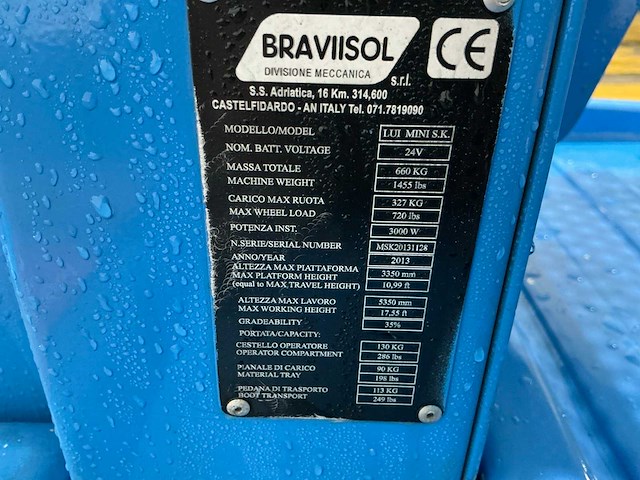 BRAVIISOL
DIVISIONE MECCANICA
s.r.l.
CE
S.S. Adriatica, 16 Km. 314,600
CASTELFIDARDO - AN ITALY Tel. 071.7819090
MODELLO/MODEL LUI MINI S.K.
NOM. BATT. VOLTAGE 24V
MASSA TOTALE 660 KG
MACHINE WEIGHT 1455 lbs
CARICO MAX RUOTA 327 KG
MAX WHEEL LOAD 720 lbs
POTENZA INST. 3000 W
N.SERIE/SERIAL NUMBER MSK20131128
ANNO/YEAR 2013
ALTEZZA MAX PIATTAFORMA 3350 mm
MAX PLATFORM HEIGHT
(equal to MAX TRAVEL HEIGHT) 10,99 ft
ALTEZZA MAX LAVORO 5350 mm
MAX WORKING HEIGHT 17,55 ft
GRADEABILITY 35%
PORTATA/CAPACITY:
CESTELLO OPERATORE 130 KG
OPERATOR COMPARTMENT 286 lbs
PIANALE DI CARICO 90 KG
MATERIAL TRAY 198 lbs
PEDANA DI TRASPORTO 113 KG
BOOT TRANSPORT 249 lbs